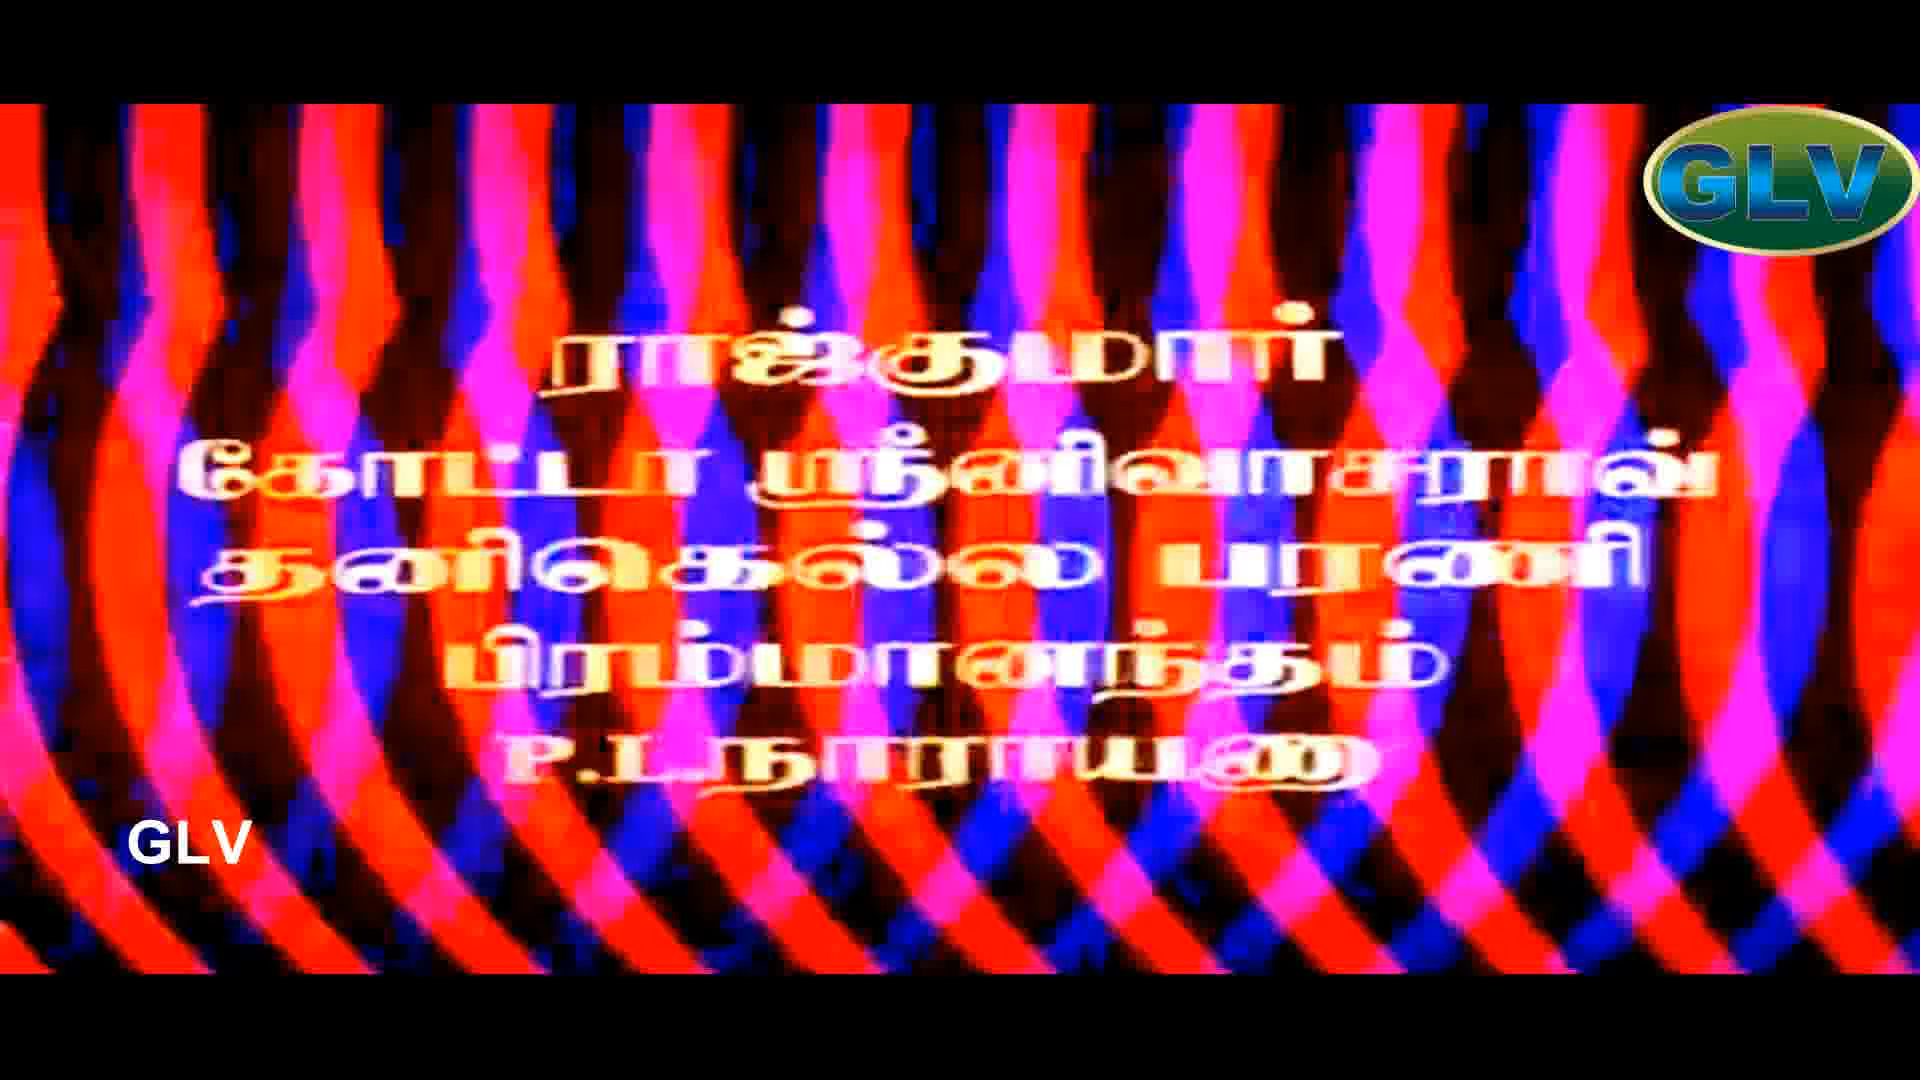 GLV
ராஜ்குமார்
கோட்டா ஸ்ரீனிவாசராவ்
தனிகெல்ல பரணி
பிரம்மானந்தம்
P.L.நாராயண
GLV